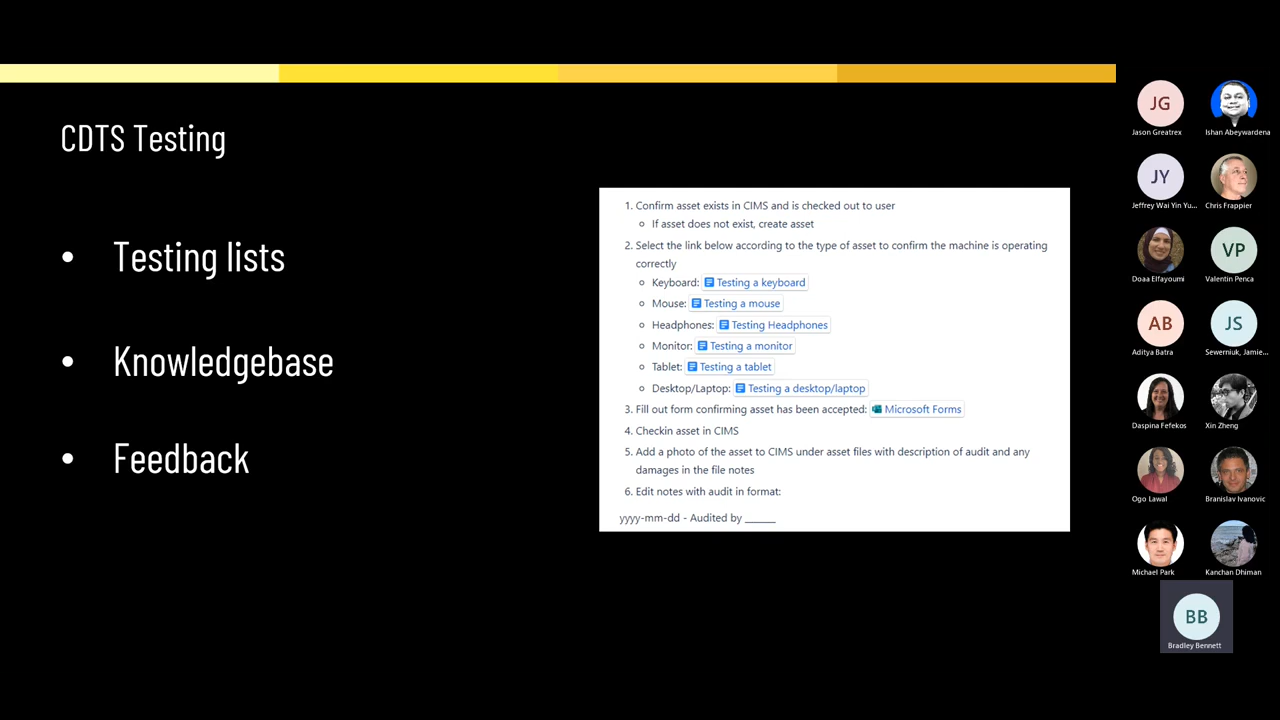 CDTS Testing
• Testing lists
• Knowledgebase
• Feedback
1. Confirm asset exists in CIMS and is checked out to user
If asset does not exist, create asset
2. Select the link below according to the type of asset to confirm the machine is operating
correctly
Keyboard: Testing a keyboard
Mouse: Testing a mouse
Headphones: Testing Headphones
Monitor: Testing a monitor
Tablet: Testing a tablet
Desktop/Laptop: Testing a desktop/laptop
3. Fill out form confirming asset has been accepted: Microsoft Forms
4. Checkin asset in CIMS
5. Add a photo of the asset to CIMS under asset files with description of audit and any
damages in the file notes
6. Edit notes with audit in format:
yyyy-mm-dd - Audited by ______
JG
Jason Greatrex
Ishan Abeywardena
JY
Jeffrey Wai Yin Yu...
Chris Frappier
Doaa Elfayoumi
VP
Valentin Penca
AB
Aditya Batra
JS
Sewerniuk, Jamie...
Daspina Fefekos
Xin Zheng
Ogo Lawal
Branislav Ivanovic
Michael Park
Kanchan Dhiman
BB
Bradley Bennett